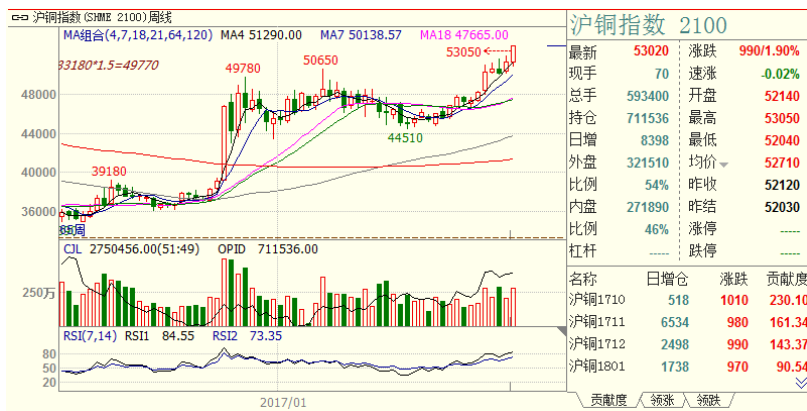 沪铜指数(SHME 2100)周线
MA组合(4,7,18,21,64,120) MA4 51290.00 MA7 50138.57 MA18 47665.00
33180*1.5=49770
53050
50650
49780
48000
44510
44000
39180
40000
36000
65周
CJL 2750456.00(51:49) OPID 711536.00
250万
RSI(7,14) RSI1 84.55 RSI2 73.35
80
50
20
2017/01
沪铜指数 2100
最新 53020 涨跌 990/1.90%
现手 70 速涨 -0.02%
总手 593400 开盘 52140
持仓 711536 最高 53050
日增 8398 最低 52040
外盘 321510 均价 52710
比例 54% 昨收 52120
内盘 271890 昨结 52030
比例 46% 涨停 -----
杠杆 ----- 跌停 -----
名称 日增仓 涨跌 贡献度
沪铜1710 518 1010 230.10
沪铜1711 6534 980 161.34
沪铜1712 2498 990 143.37
沪铜1801 1738 970 90.54
贡献度 领涨 领跌